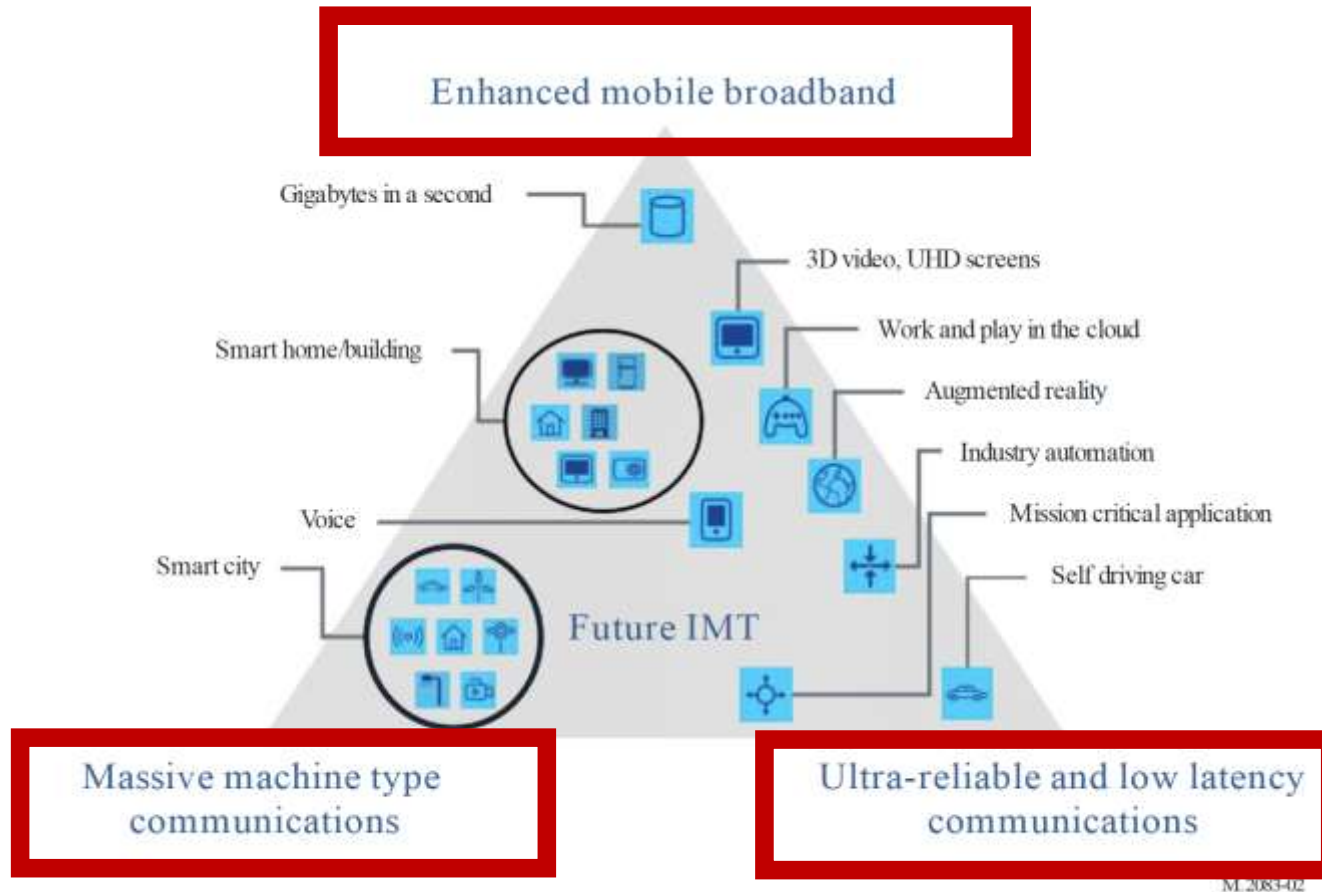 Enhanced mobile broadband
Gigabytes in a second
3D video, UHD screens
Smart home/building
Work and play in the cloud
Augmented reality
Industry automation
Voice
Mission critical application
Smart city
Self driving car
Future IMT
Massive machine type
communications
Ultra-reliable and low latency
communications
M.2083-02